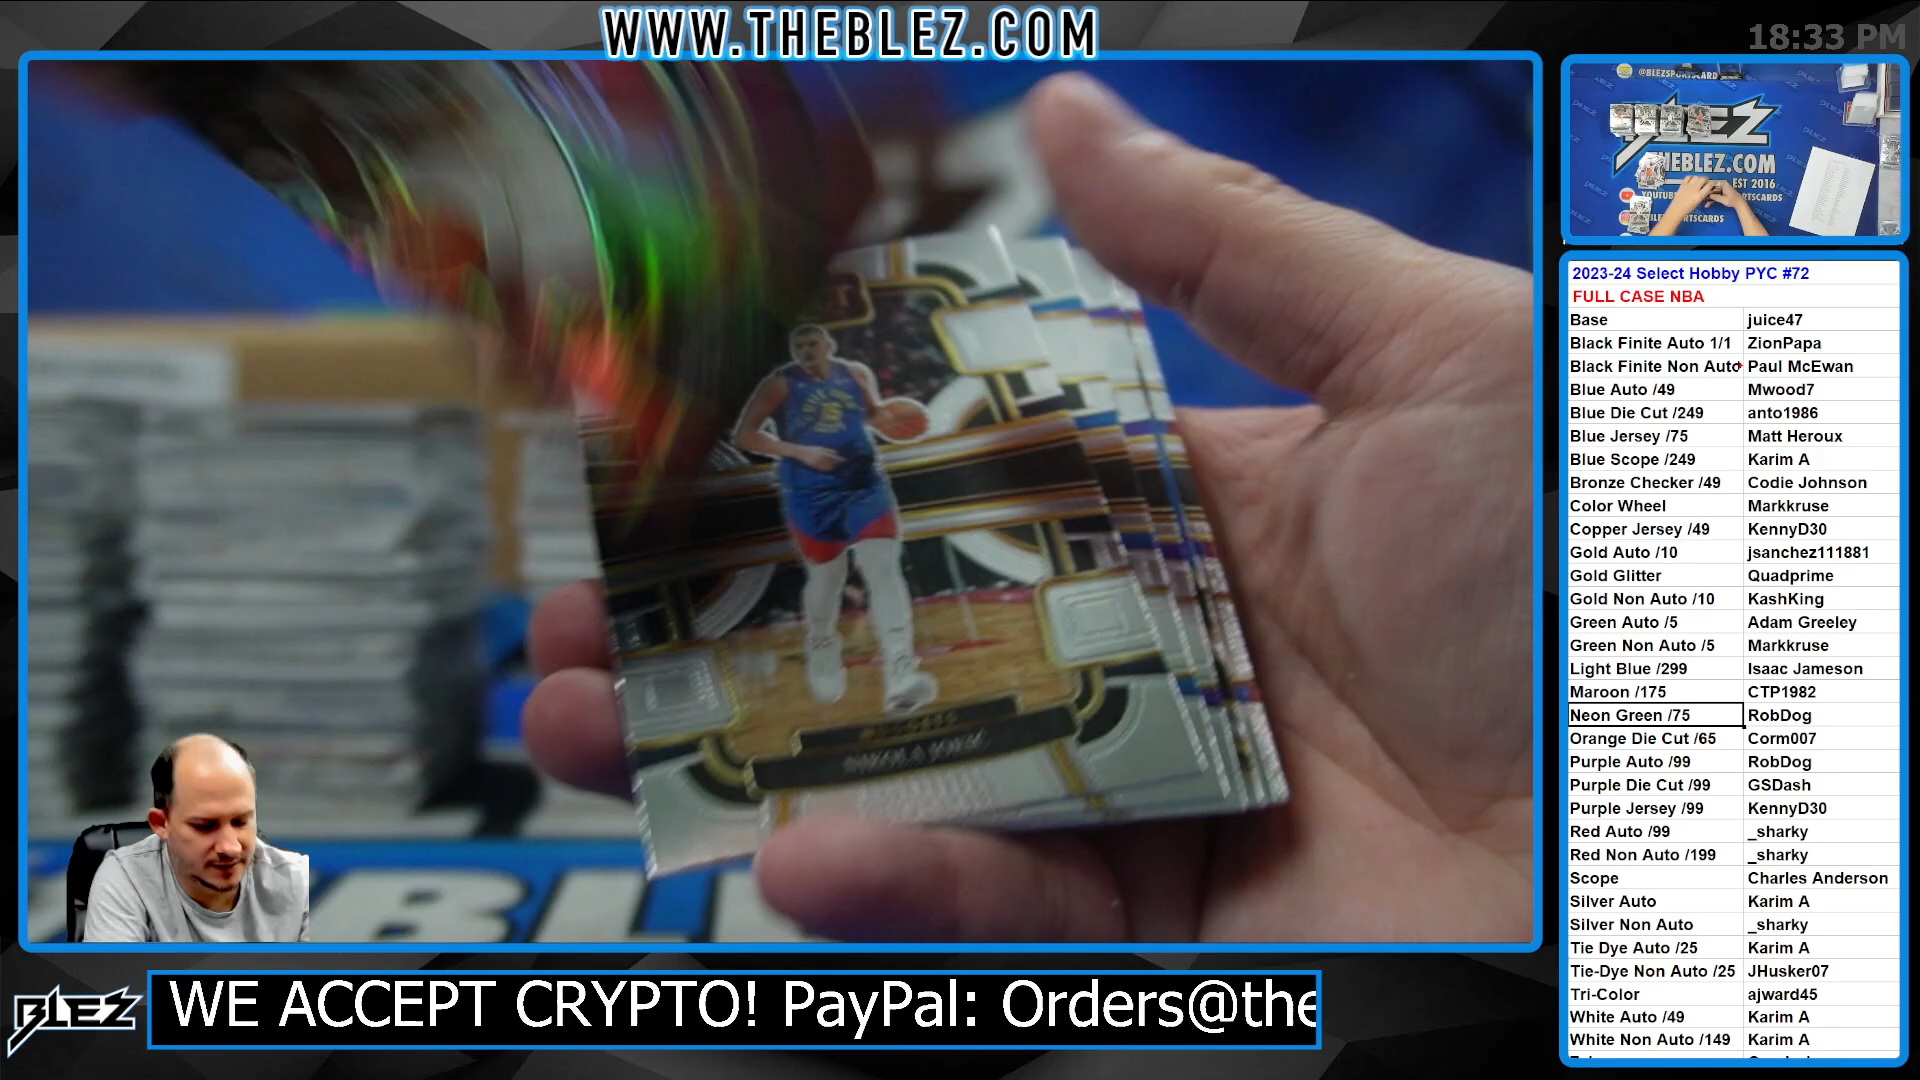 WWW.THEBLEZ.COM
18:33 PM
@BLEZSPORTSCARD
BLEZ
THEBLEZ.COM
EST 2016
2023-24 Select Hobby PYC #72
FULL CASE NBA
Base juice47
Black Finite Auto 1/1 ZionPapa
Black Finite Non Auto Paul McEwan
Blue Auto /49 Mwood7
Blue Die Cut /249 anto1986
Blue Jersey /75 Matt Heroux
Blue Scope /249 Karim A
Bronze Checker /49 Codie Johnson
Color Wheel Markkruse
Copper Jersey /49 KennyD30
Gold Auto /10 jsanchez111881
Gold Glitter Quadprime
Gold Non Auto /10 KashKing
Green Auto /5 Adam Greeley
Green Non Auto /5 Markkruse
Light Blue /299 Isaac Jameson
Maroon /175 CTP1982
Neon Green /75 RobDog
Orange Die Cut /65 Corm007
Purple Auto /99 RobDog
Purple Die Cut /99 GSDash
Purple Jersey /99 KennyD30
Red Auto /99 _sharky
Red Non Auto /199 _sharky
Scope Charles Anderson
Silver Auto Karim A
Silver Non Auto _sharky
Tie Dye Auto /25 Karim A
Tie-Dye Non Auto /25 JHusker07
Tri-Color ajward45
White Auto /49 Karim A
White Non Auto /149 Karim A
NIKOLA JOKIC
BLEZ
WE ACCEPT CRYPTO! PayPal: Orders@the